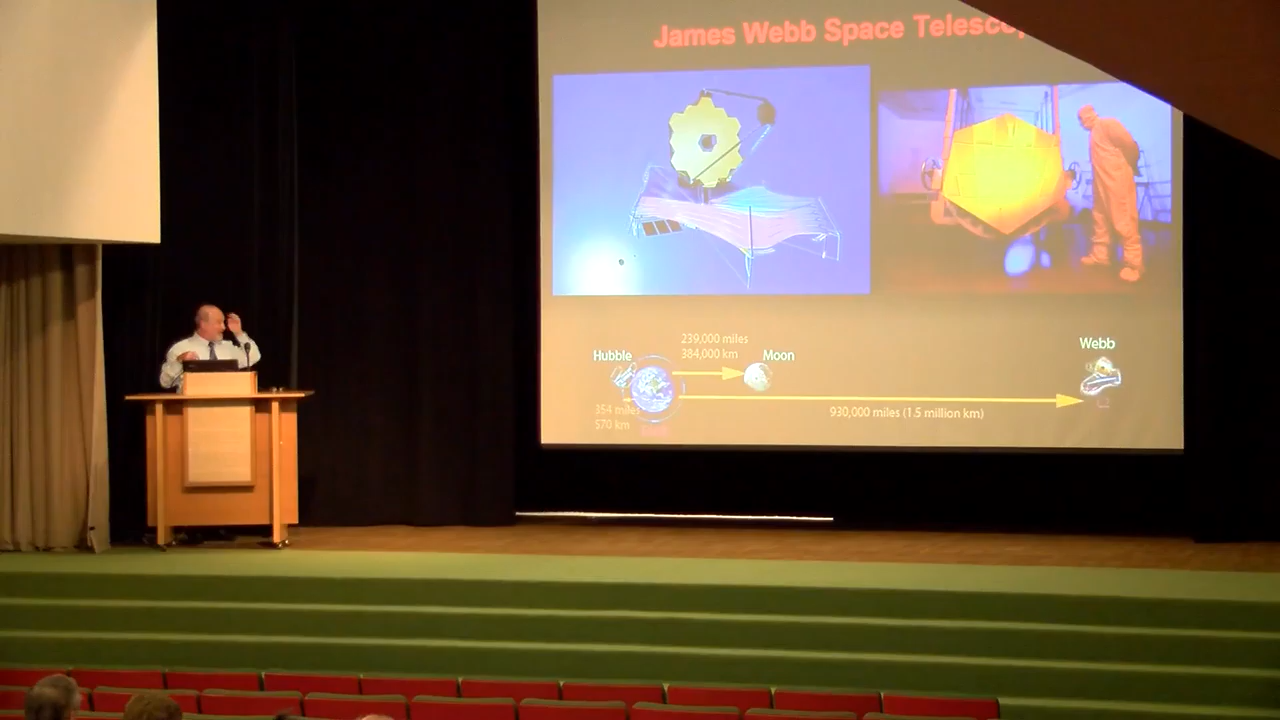 James Webb Space Telesco
239,000 miles
384,000 km
Hubble
Moon
Webb
354 miles
570 km
930,000 miles (1.5 million km)